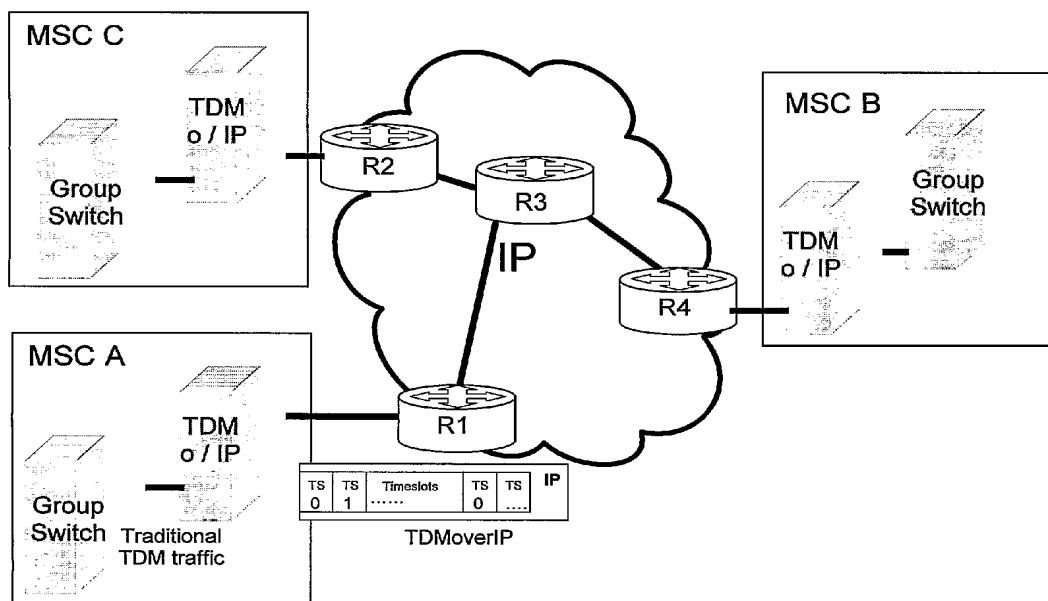 MSC C
TDM
o / IP
Group
Switch
R2
R3
IP
MSC B
Group
Switch
TDM
o / IP
R4
MSC A
TDM
o / IP
R1
Group
Switch
Traditional
TDM traffic
TS TS Timeslots TS TS IP
0 1 ...... 0 ....
TDMoverIP